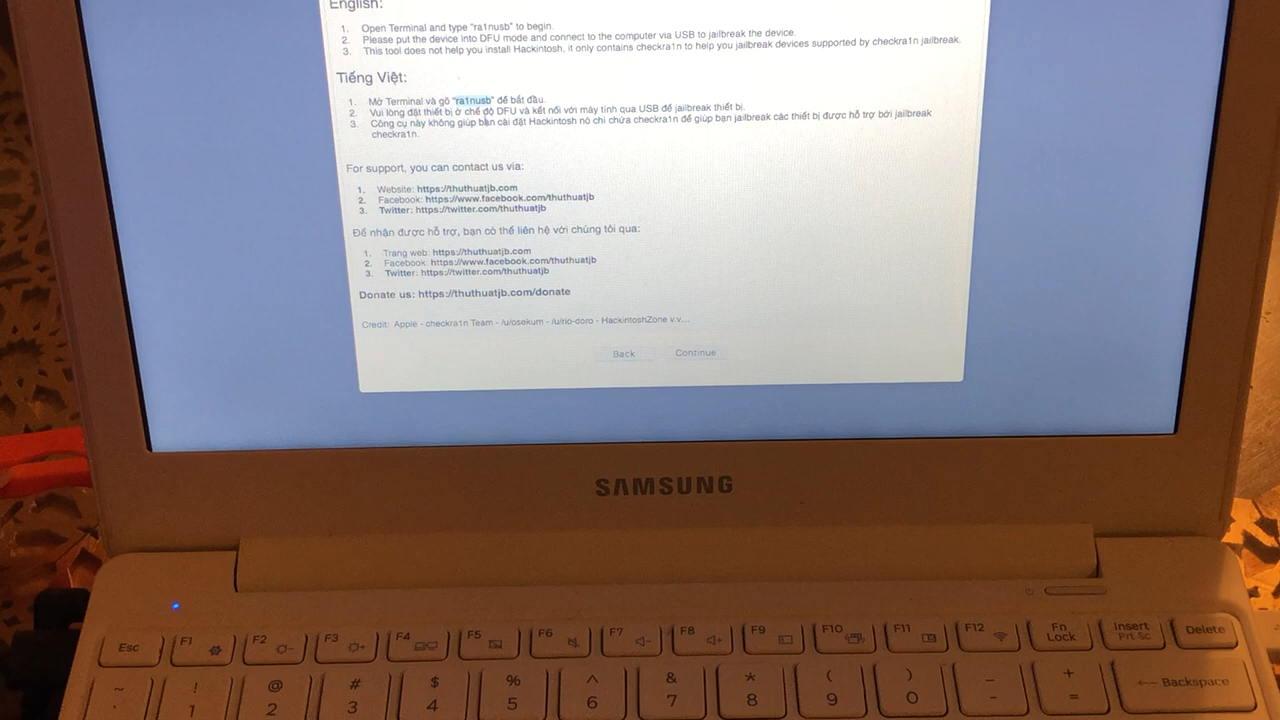 English:
1. Open Terminal and type "ra1nusb" to begin.
2. Please put the device into DFU mode and connect to the computer via USB to jailbreak the device.
3. This tool does not help you install Hackintosh, it only contains checkra1n to help you jailbreak devices supported by checkra1n jailbreak.
Tiếng Việt:
1. Mở Terminal và gõ "ra1nusb" để bắt đầu.
2. Vui lòng đặt thiết bị ở chế độ DFU và kết nối với máy tính qua USB để jailbreak thiết bị.
3. Công cụ này không giúp bạn cài đặt Hackintosh nó chỉ chứa checkra1n để giúp bạn jailbreak các thiết bị được hỗ trợ bởi jailbreak
checkra1n.
For support, you can contact us via:
1. Website: https://thuthuatjb.com
2. Facebook: https://www.facebook.com/thuthuatjb
3. Twitter: https://twitter.com/thuthuatjb
Để nhận được hỗ trợ, bạn có thể liên hệ với chúng tôi qua:
1. Trang web: https://thuthuatjb.com
2. Facebook: https://www.facebook.com/thuthuatjb
3. Twitter: https://twitter.com/thuthuatjb
Donate us: https://thuthuatjb.com/donate
Credit: Apple - checkra1n Team - /u/osekum - /u/rio-doro - HackintoshZone v.v...
Back Continue
SAMSUNG
Esc F1 F2 F3 F4 F5 F6 F7 F8 F9 F10 F11 F12 Fn Lock Insert Prt Sc Delete
~ ! @ # $ % ^ & * ( ) _ +
` 1 2 3 4 5 6 7 8 9 0 - = Backspace